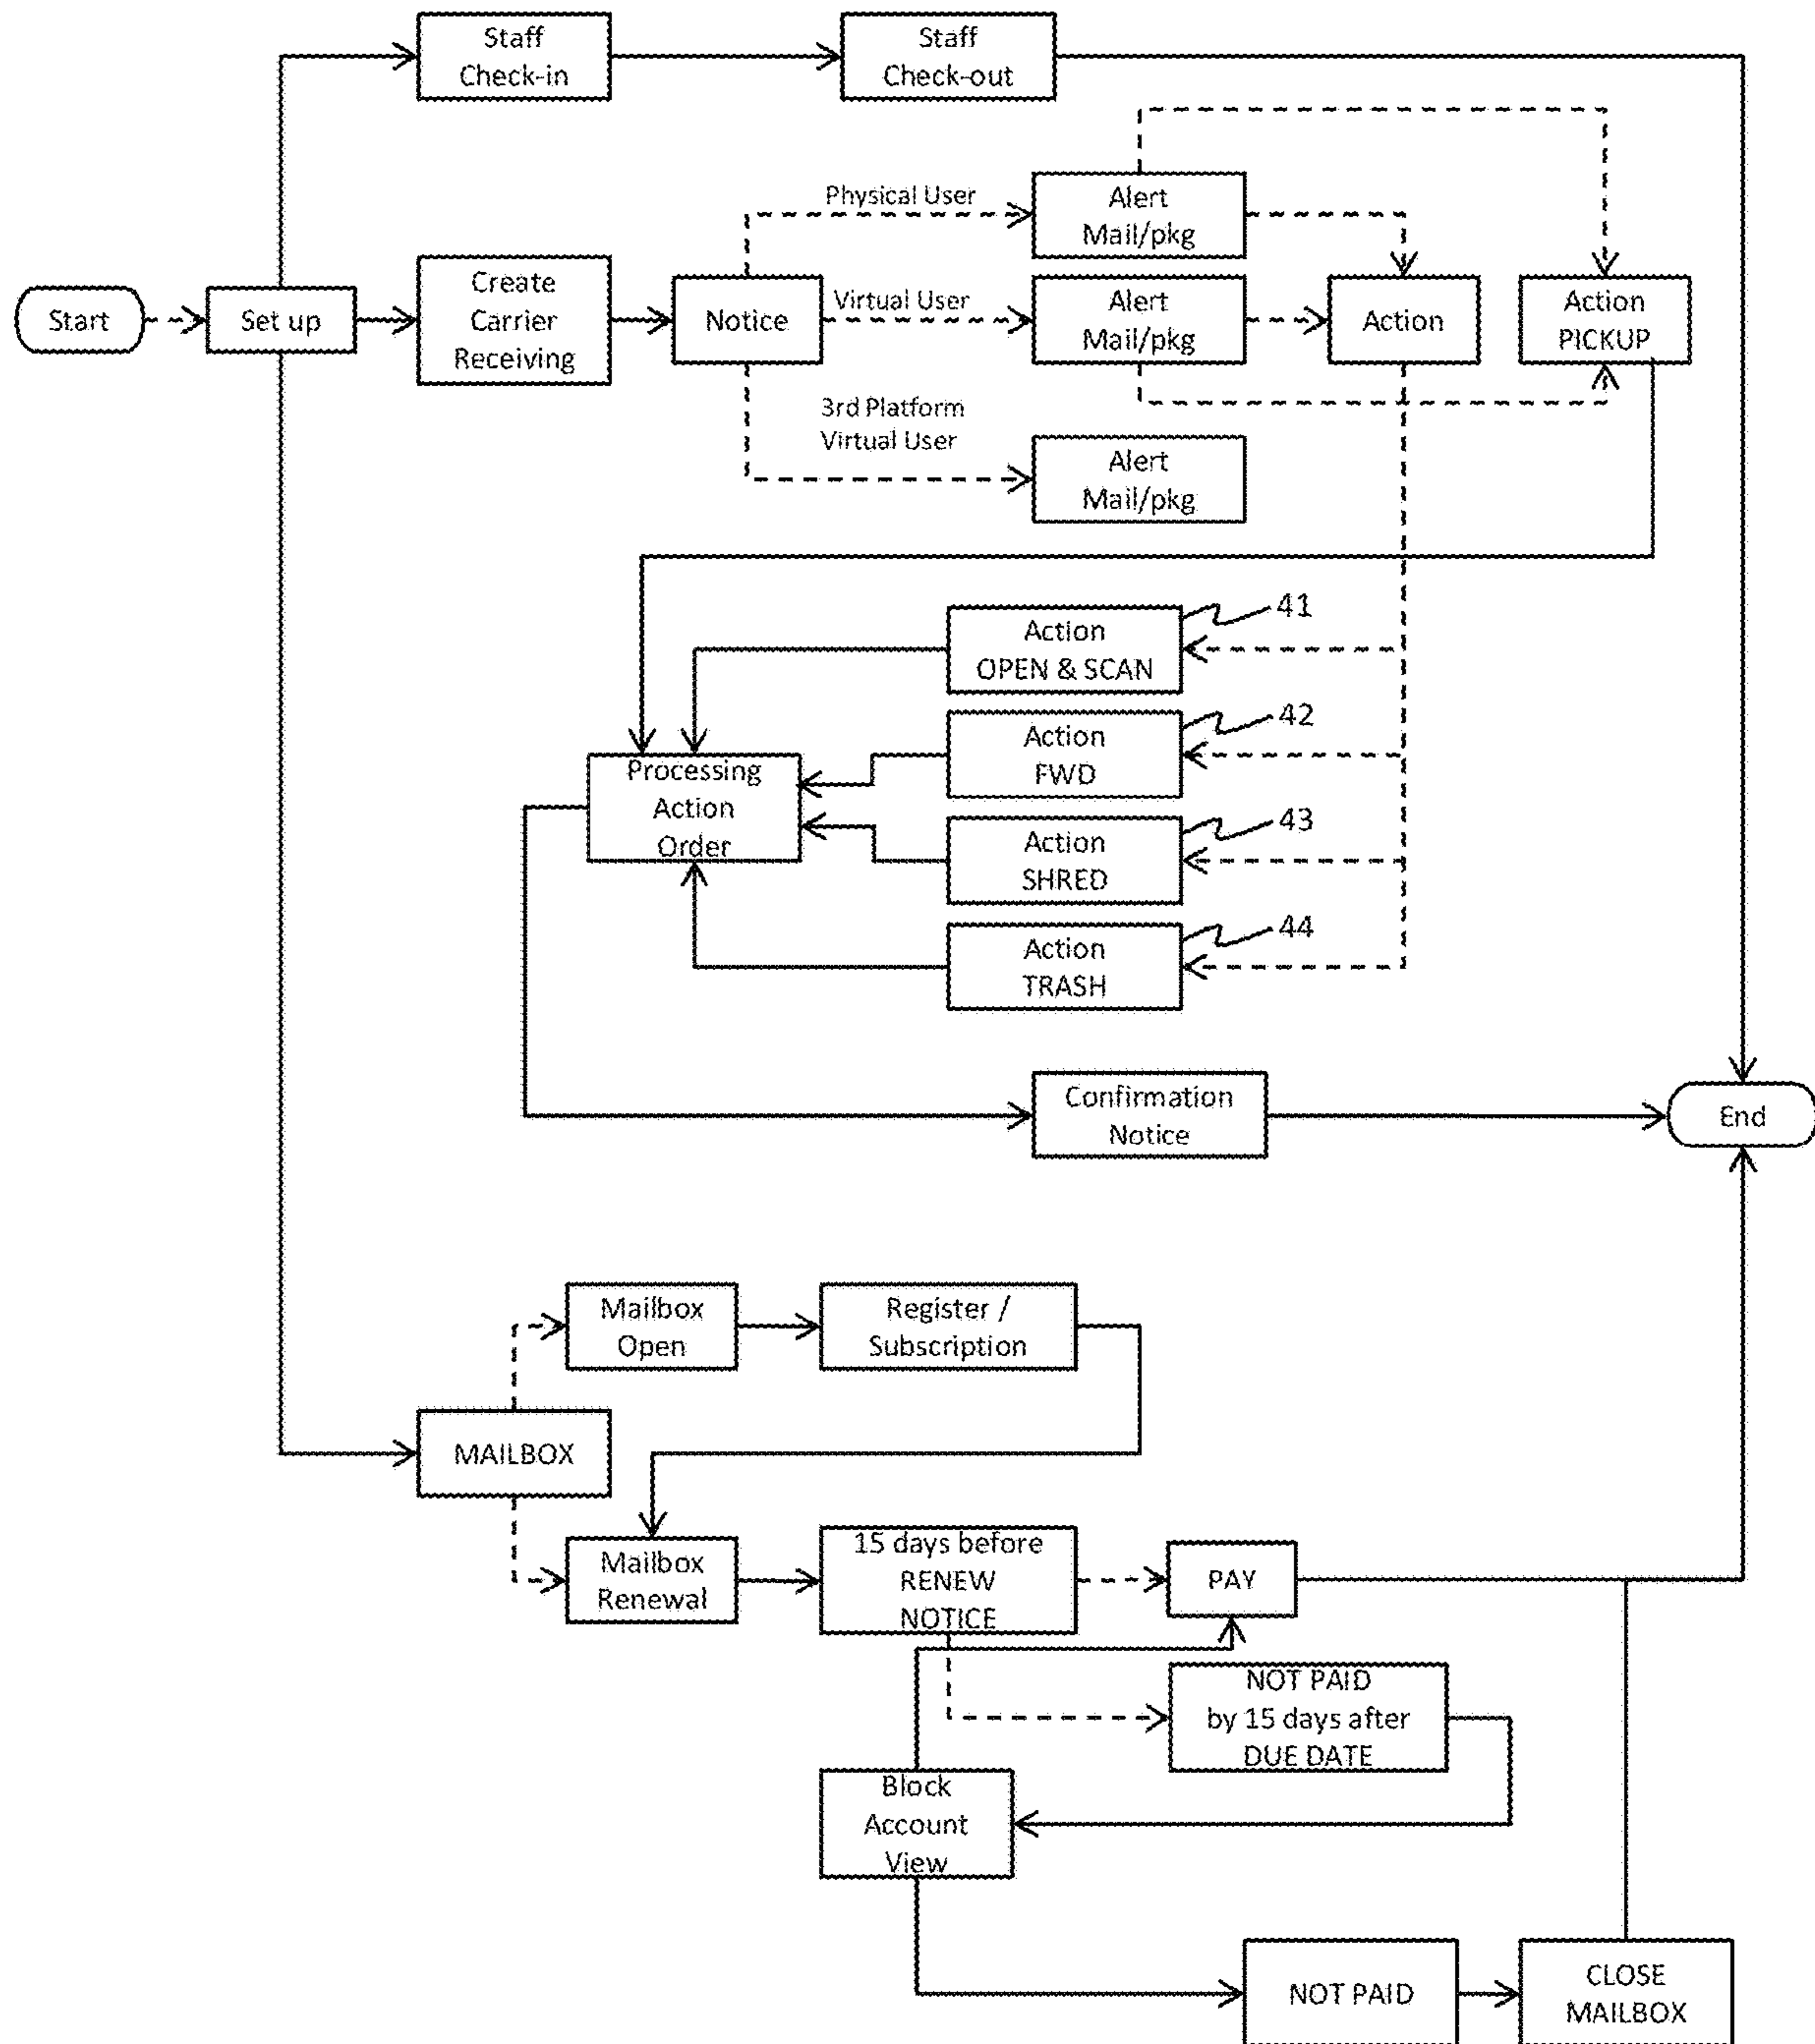 Staff
Check-in
Staff
Check-out
Physical User
Alert
Mail/pkg
Start
Set up
Create
Carrier
Receiving
Notice
Virtual User
Alert
Mail/pkg
Action
Action
PICKUP
3rd Platform
Virtual User
Alert
Mail/pkg
Action
OPEN & SCAN
41
Action
FWD
42
Processing
Action
Order
Action
SHRED
43
Action
TRASH
44
Confirmation
Notice
End
Mailbox
Open
Register /
Subscription
MAILBOX
Mailbox
Renewal
15 days before
RENEW
NOTICE
PAY
NOT PAID
by 15 days after
DUE DATE
Block
Account
View
NOT PAID
CLOSE
MAILBOX